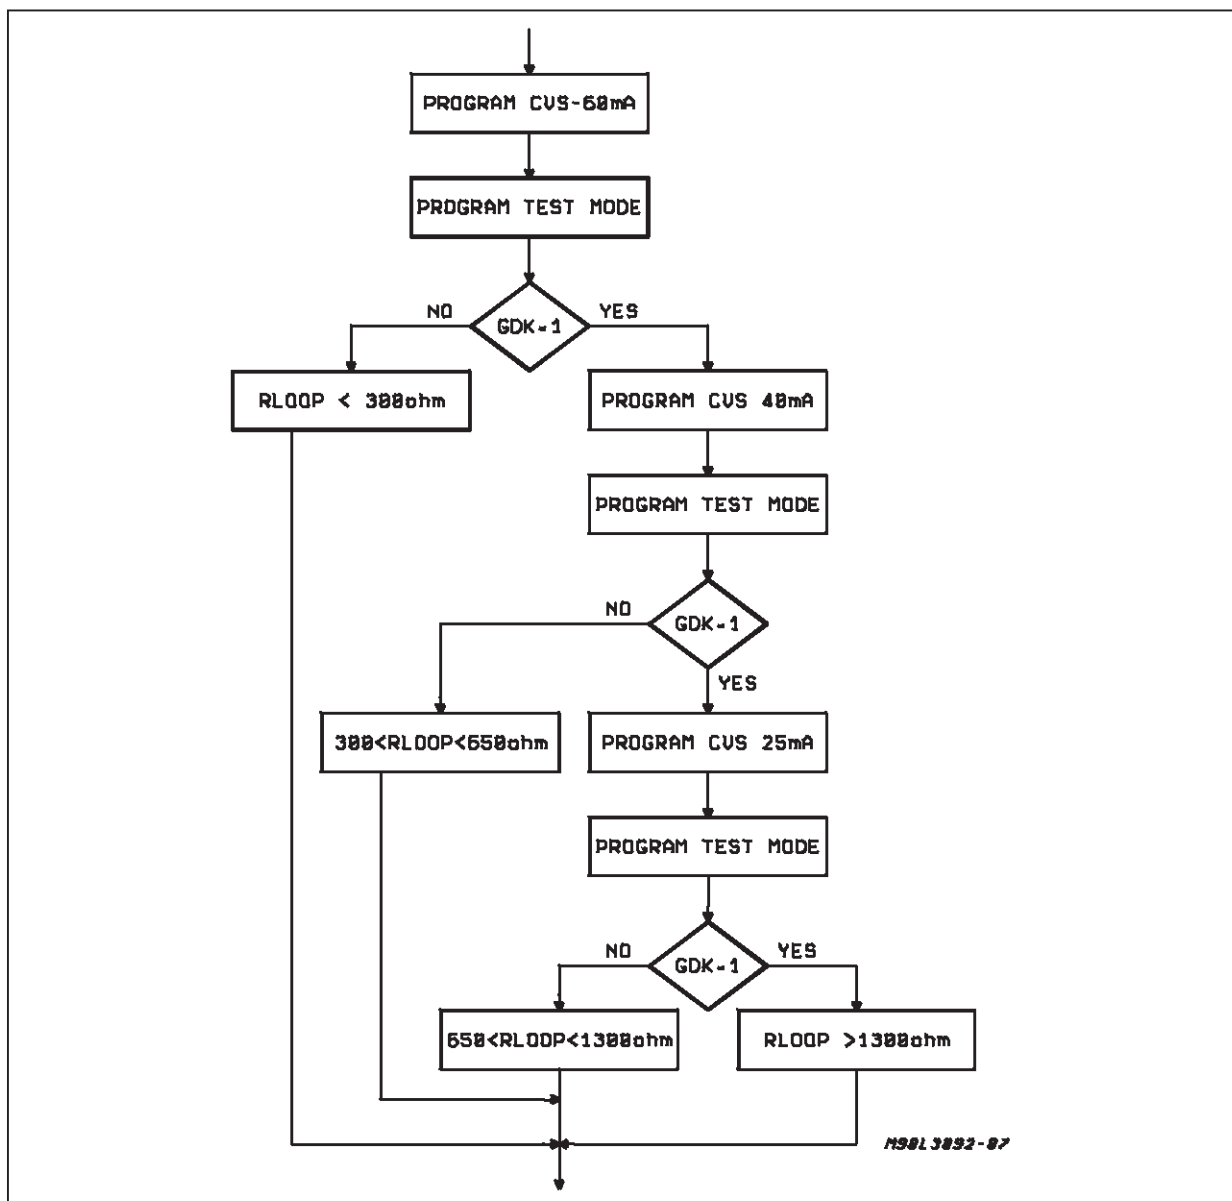 PROGRAM CVS-60mA
PROGRAM TEST MODE
GDK=1
NO
YES
RLOOP < 300ohm
PROGRAM CVS 40mA
PROGRAM TEST MODE
NO
GDK=1
YES
300<RLOOP<650ohm
PROGRAM CVS 25mA
PROGRAM TEST MODE
NO
GDK=1
YES
650<RLOOP<1300ohm
RLOOP >1300ohm
M90L3092-07